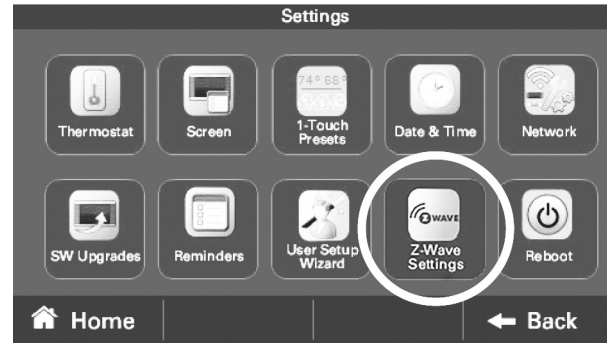 Settings
74° 68°
Thermostat
Screen
1-Touch
Presets
Date & Time
Network
Z WAVE
SW Upgrades
Reminders
User Setup
Wizard
Z-Wave
Settings
Reboot
Home
Back